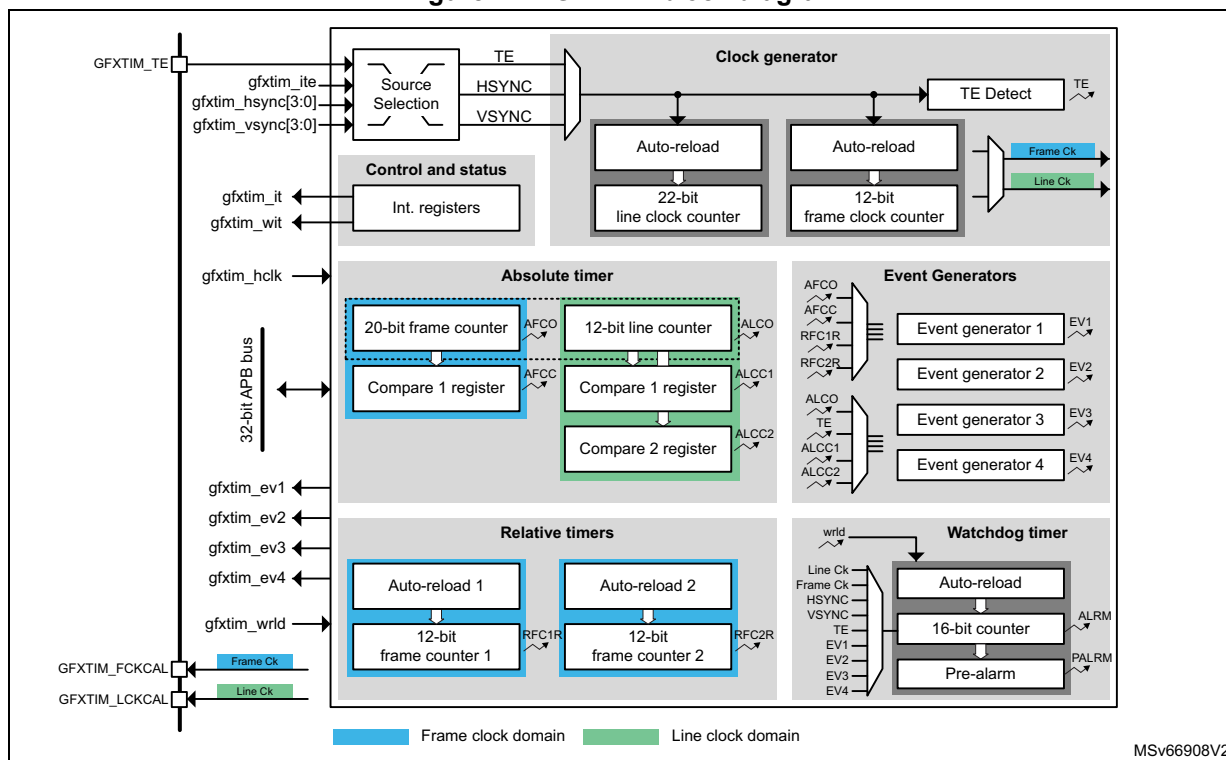 GFXTIM_TE
gfxtim_ite
gfxtim_hsync[3:0]
gfxtim_vsync[3:0]
Source
Selection
TE
HSYNC
VSYNC
Clock generator
TE Detect
TE
Auto-reload
22-bit
line clock counter
Auto-reload
12-bit
frame clock counter
Frame Ck
Line Ck
Control and status
Int. registers
gfxtim_it
gfxtim_wit
gfxtim_hclk
32-bit APB bus
Absolute timer
20-bit frame counter
AFCO
Compare 1 register
AFCC
12-bit line counter
ALCO
Compare 1 register
ALCC1
Compare 2 register
ALCC2
Event Generators
AFCO
AFCC
RFC1R
RFC2R
ALCO
TE
ALCC1
ALCC2
Event generator 1
EV1
Event generator 2
EV2
Event generator 3
EV3
Event generator 4
EV4
gfxtim_ev1
gfxtim_ev2
gfxtim_ev3
gfxtim_ev4
gfxtim_wrld
GFXTIM_FCKCAL
Frame Ck
GFXTIM_LCKCAL
Line Ck
Relative timers
Auto-reload 1
12-bit
frame counter 1
RFC1R
Auto-reload 2
12-bit
frame counter 2
RFC2R
Watchdog timer
wrld
Line Ck
Frame Ck
HSYNC
VSYNC
TE
EV1
EV2
EV3
EV4
Auto-reload
16-bit counter
ALRM
Pre-alarm
PALRM
Frame clock domain
Line clock domain
MSv66908V2